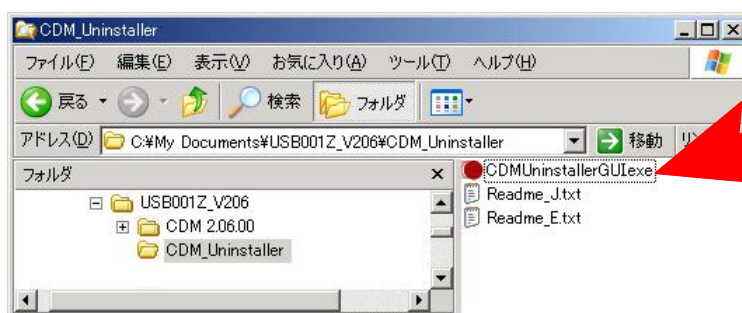 CDM_Uninstaller
ファイル(F) 編集(E) 表示(V) お気に入り(A) ツール(T) ヘルプ(H)
戻る 検索 フォルダ
アドレス(D) C:¥My Documents¥USB001Z_V206¥CDM_Uninstaller 移動
フォルダ ×
USB001Z_V206
CDM 2.06.00
CDM_Uninstaller
CDMUninstallerGUIexe
Readme_J.txt
Readme_E.txt